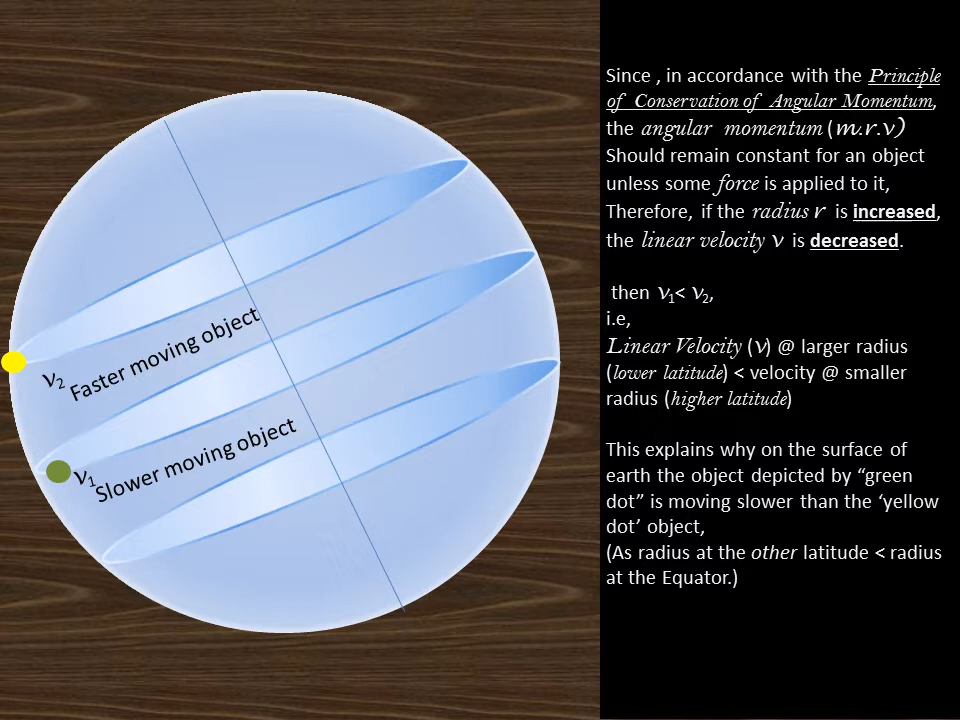 v2 Faster moving object
v1 Slower moving object
Since , in accordance with the Principle
of Conservation of Angular Momentum,
the angular momentum (m.r.v)
Should remain constant for an object
unless some force is applied to it,
Therefore, if the radius r is increased,
the linear velocity v is decreased.
then v1< v2,
i.e,
Linear Velocity (v) @ larger radius
(lower latitude) < velocity @ smaller
radius (higher latitude)
This explains why on the surface of
earth the object depicted by “green
dot” is moving slower than the ‘yellow
dot’ object,
(As radius at the other latitude < radius
at the Equator.)